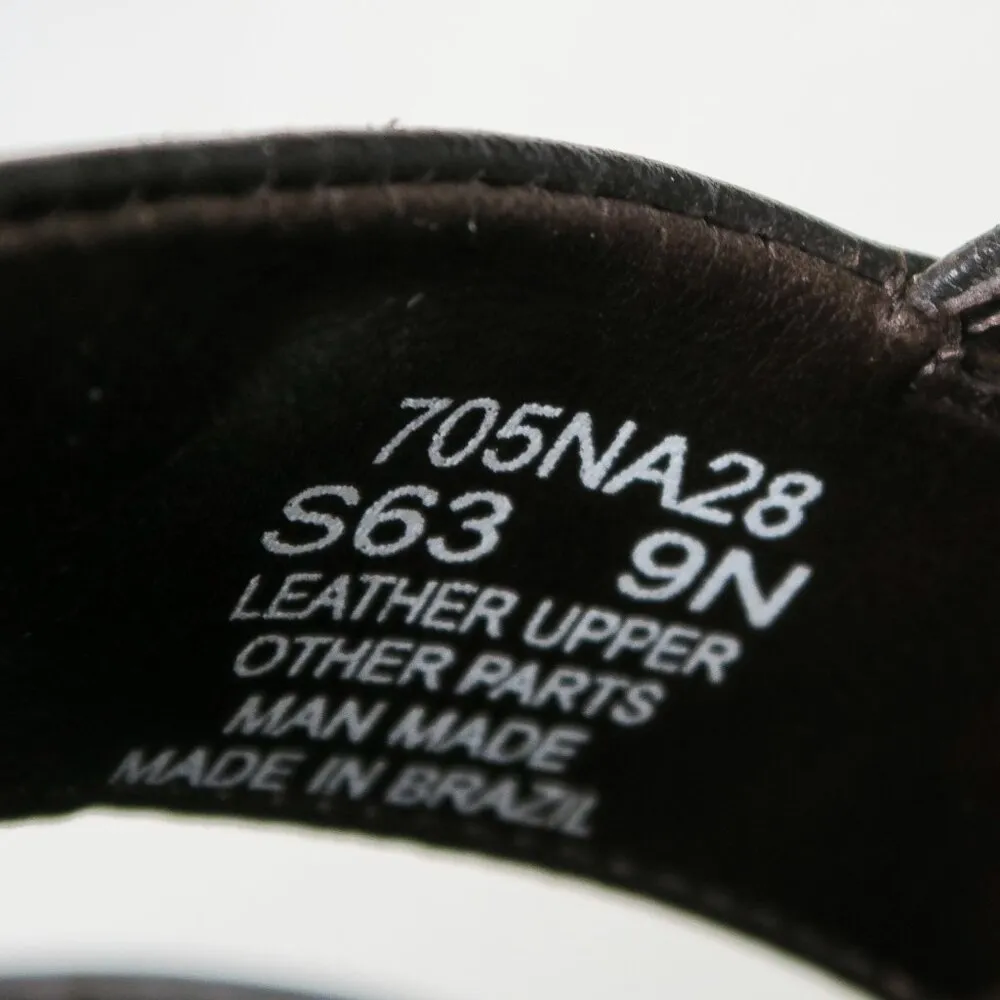 705NA28
S63 9N
LEATHER UPPER
OTHER PARTS
MAN MADE
MADE IN BRAZIL